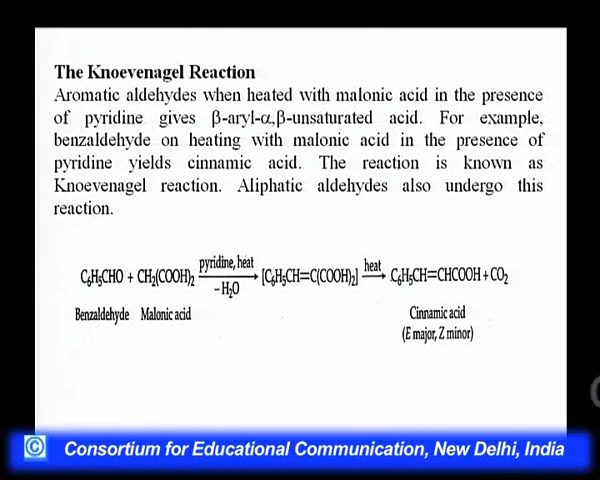 The Knoevenagel Reaction
Aromatic aldehydes when heated with malonic acid in the presence
of pyridine gives β-aryl-α,β-unsaturated acid. For example,
benzaldehyde on heating with malonic acid in the presence of
pyridine yields cinnamic acid. The reaction is known as
Knoevenagel reaction. Aliphatic aldehydes also undergo this
reaction.
pyridine, heat
heat
C₆H₅CHO + CH₂(COOH)₂ → [C₆H₅CH=C(COOH)₂] → C₆H₅CH=CHCOOH + CO₂
−H₂O
Benzaldehyde Malonic acid
Cinnamic acid
(E major, Z minor)
© Consortium for Educational Communication, New Delhi, India